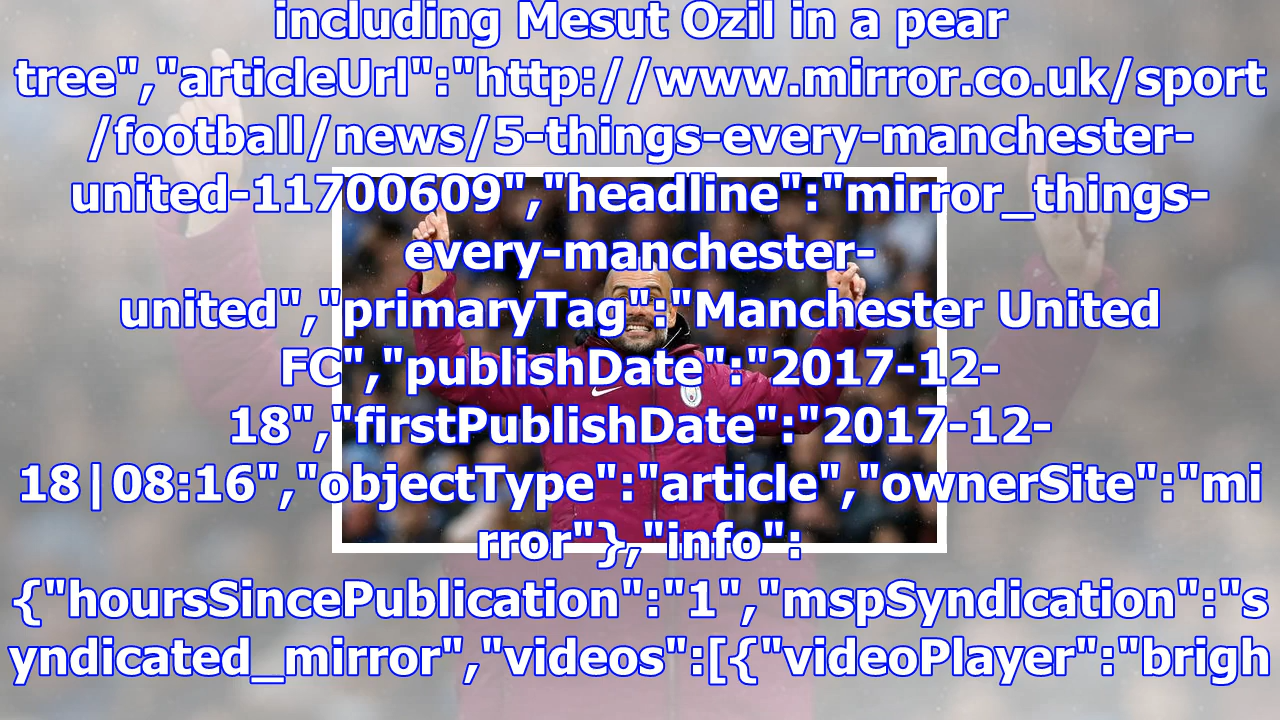 including Mesut Ozil in a pear
tree","articleUrl":"http://www.mirror.co.uk/sport
/football/news/5-things-every-manchester-
united-11700609","headline":"mirror_things-
every-manchester-
united","primaryTag":"Manchester United
FC","publishDate":"2017-12-
18","firstPublishDate":"2017-12-
18|08:16","objectType":"article","ownerSite":"mi
rror"},"info":
{"hoursSincePublication":"1","mspSyndication":"s
yndicated_mirror","videos":[{"videoPlayer":"brigh